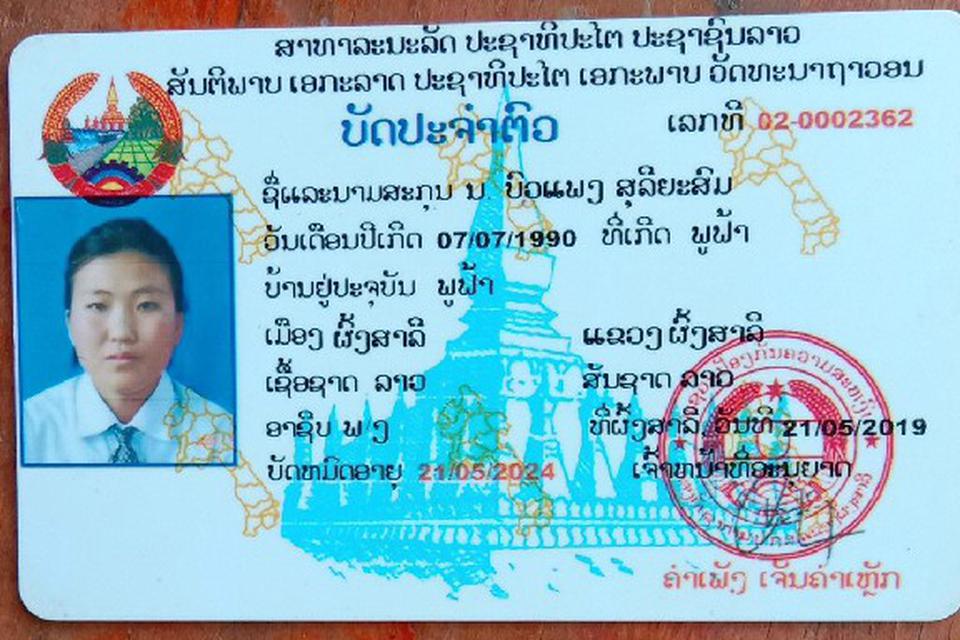 ສາທາລະນະລັດ ປະຊາທິປະໄຕ ປະຊາຊົນລາວ
ສັນຕິພາບ ເອກະລາດ ປະຊາທິປະໄຕ ເອກະພາບ ວັດທະນາຖາວອນ
ບັດປະຈຳຕົວ
ເລກທີ 02-0002362
ຊື່ແລະນາມສະກຸນ ນ. ບົວແພງ ສຸລິຍະສົມ
ວັນເດືອນປີເກີດ 07/07/1990 ທີ່ເກີດ ພູຟ້າ
ບ້ານຢູ່ປະຈຸບັນ ພູຟ້າ
ເມືອງ ຜົ້ງສາລີ ແຂວງ ຜົ້ງສາລີ
ເຊື້ອຊາດ ລາວ ສັນຊາດ ລາວ
ອາຊີບ ພ/ງ ທີ່ຜົ້ງສາລີ, ວັນທີ 21/05/2019
ບັດຫມົດອາຍຸ 21/05/2024 ເຈົ້າຫນ້າທີ່ອະນຸຍາດ
ຄຳເພັງ ເຈັນຄຳເຫຼັກ